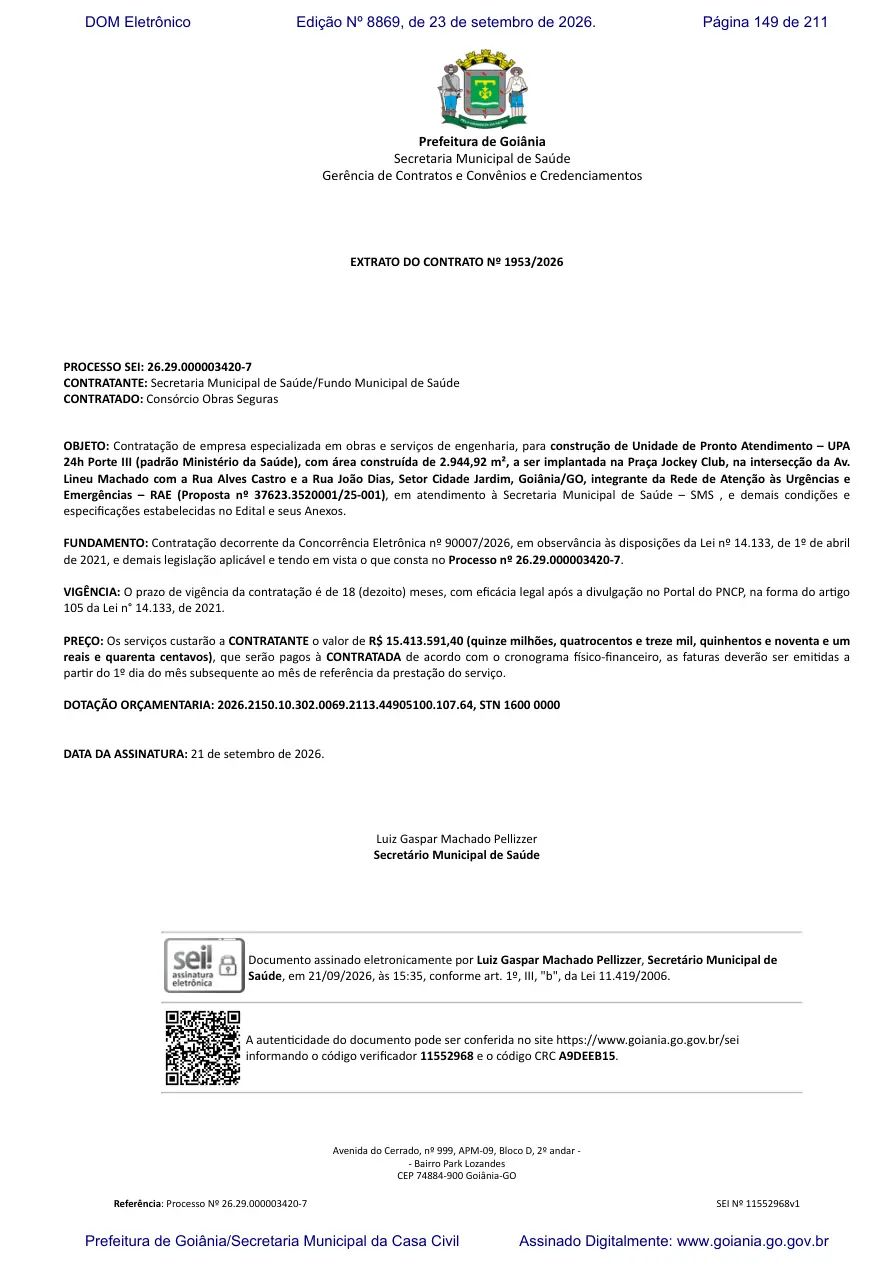 DOM Eletrônico Edição Nº 8869, de 23 de setembro de 2026. Página 149 de 211
Prefeitura de Goiânia
Secretaria Municipal de Saúde
Gerência de Contratos e Convênios e Credenciamentos
EXTRATO DO CONTRATO Nº 1953/2026
PROCESSO SEI: 26.29.000003420-7
CONTRATANTE: Secretaria Municipal de Saúde/Fundo Municipal de Saúde
CONTRATADO: Consórcio Obras Seguras
OBJETO: Contratação de empresa especializada em obras e serviços de engenharia, para construção de Unidade de Pronto Atendimento – UPA
24h Porte III (padrão Ministério da Saúde), com área construída de 2.944,92 m², a ser implantada na Praça Jockey Club, na intersecção da Av.
Lineu Machado com a Rua Alves Castro e a Rua João Dias, Setor Cidade Jardim, Goiânia/GO, integrante da Rede de Atenção às Urgências e
Emergências – RAE (Proposta nº 37623.3520001/25-001), em atendimento à Secretaria Municipal de Saúde – SMS , e demais condições e
especificações estabelecidas no Edital e seus Anexos.
FUNDAMENTO: Contratação decorrente da Concorrência Eletrônica nº 90007/2026, em observância às disposições da Lei nº 14.133, de 1º de abril
de 2021, e demais legislação aplicável e tendo em vista o que consta no Processo nº 26.29.000003420-7.
VIGÊNCIA: O prazo de vigência da contratação é de 18 (dezoito) meses, com eficácia legal após a divulgação no Portal do PNCP, na forma do artigo
105 da Lei n° 14.133, de 2021.
PREÇO: Os serviços custarão a CONTRATANTE o valor de R$ 15.413.591,40 (quinze milhões, quatrocentos e treze mil, quinhentos e noventa e um
reais e quarenta centavos), que serão pagos à CONTRATADA de acordo com o cronograma físico-financeiro, as faturas deverão ser emitidas a
partir do 1º dia do mês subsequente ao mês de referência da prestação do serviço.
DOTAÇÃO ORÇAMENTARIA: 2026.2150.10.302.0069.2113.44905100.107.64, STN 1600 0000
DATA DA ASSINATURA: 21 de setembro de 2026.
Luiz Gaspar Machado Pellizzer
Secretário Municipal de Saúde
sei!
assinatura
eletrônica
Documento assinado eletronicamente por Luiz Gaspar Machado Pellizzer, Secretário Municipal de
Saúde, em 21/09/2026, às 15:35, conforme art. 1º, III, "b", da Lei 11.419/2006.
A autenticidade do documento pode ser conferida no site https://www.goiania.go.gov.br/sei
informando o código verificador 11552968 e o código CRC A9DEEB15.
Avenida do Cerrado, nº 999, APM-09, Bloco D, 2º andar -
- Bairro Park Lozandes
CEP 74884-900 Goiânia-GO
Referência: Processo Nº 26.29.000003420-7 SEI Nº 11552968v1
Prefeitura de Goiânia/Secretaria Municipal da Casa Civil Assinado Digitalmente: www.goiania.go.gov.br